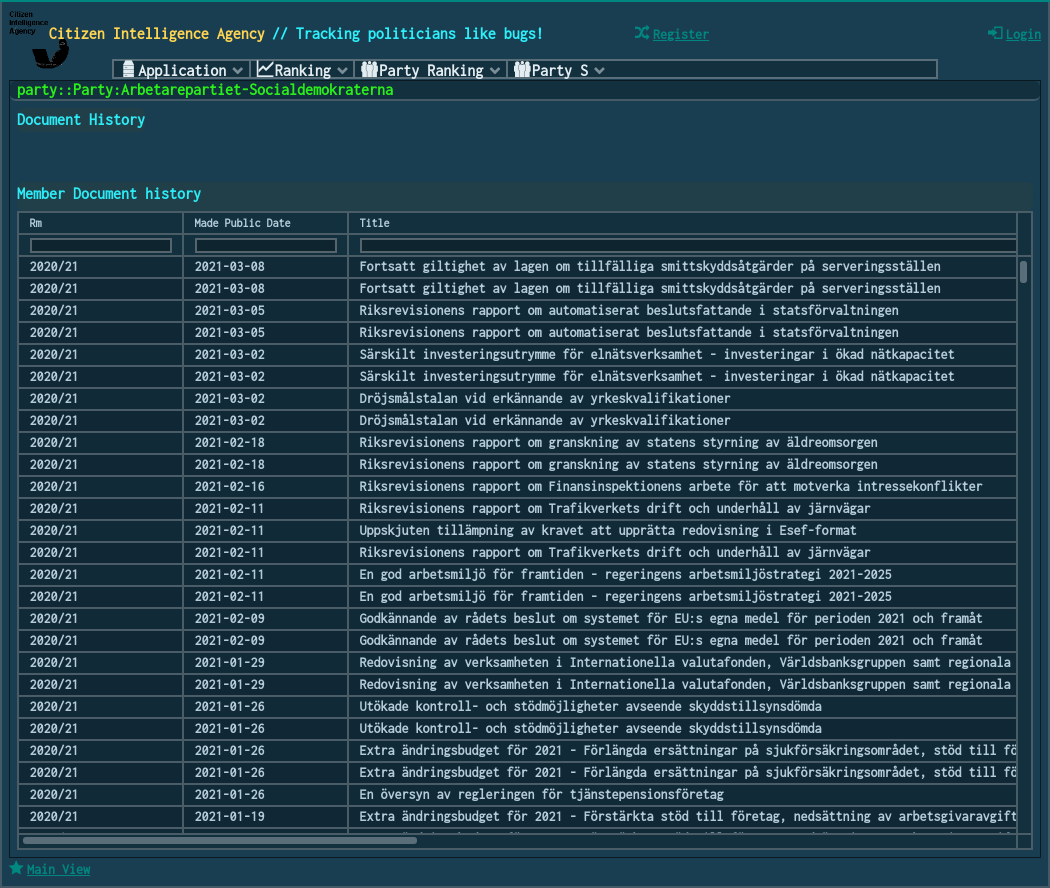 Citizen
Intelligence
Agency
Citizen Intelligence Agency // Tracking politicians like bugs!
Register
Login
Application
Ranking
Party Ranking
Party S
party::Party:Arbetarepartiet-Socialdemokraterna
Document History
Member Document history
Rm Made Public Date Title
2020/21 2021-03-08 Fortsatt giltighet av lagen om tillfälliga smittskyddsåtgärder på serveringsställen
2020/21 2021-03-08 Fortsatt giltighet av lagen om tillfälliga smittskyddsåtgärder på serveringsställen
2020/21 2021-03-05 Riksrevisionens rapport om automatiserat beslutsfattande i statsförvaltningen
2020/21 2021-03-05 Riksrevisionens rapport om automatiserat beslutsfattande i statsförvaltningen
2020/21 2021-03-02 Särskilt investeringsutrymme för elnätsverksamhet - investeringar i ökad nätkapacitet
2020/21 2021-03-02 Särskilt investeringsutrymme för elnätsverksamhet - investeringar i ökad nätkapacitet
2020/21 2021-03-02 Dröjsmålstalan vid erkännande av yrkeskvalifikationer
2020/21 2021-03-02 Dröjsmålstalan vid erkännande av yrkeskvalifikationer
2020/21 2021-02-18 Riksrevisionens rapport om granskning av statens styrning av äldreomsorgen
2020/21 2021-02-18 Riksrevisionens rapport om granskning av statens styrning av äldreomsorgen
2020/21 2021-02-16 Riksrevisionens rapport om Finansinspektionens arbete för att motverka intressekonflikter
2020/21 2021-02-11 Riksrevisionens rapport om Trafikverkets drift och underhåll av järnvägar
2020/21 2021-02-11 Uppskjuten tillämpning av kravet att upprätta redovisning i Esef-format
2020/21 2021-02-11 Riksrevisionens rapport om Trafikverkets drift och underhåll av järnvägar
2020/21 2021-02-11 En god arbetsmiljö för framtiden - regeringens arbetsmiljöstrategi 2021-2025
2020/21 2021-02-11 En god arbetsmiljö för framtiden - regeringens arbetsmiljöstrategi 2021-2025
2020/21 2021-02-09 Godkännande av rådets beslut om systemet för EU:s egna medel för perioden 2021 och framåt
2020/21 2021-02-09 Godkännande av rådets beslut om systemet för EU:s egna medel för perioden 2021 och framåt
2020/21 2021-01-29 Redovisning av verksamheten i Internationella valutafonden, Världsbanksgruppen samt regionala
2020/21 2021-01-29 Redovisning av verksamheten i Internationella valutafonden, Världsbanksgruppen samt regionala
2020/21 2021-01-26 Utökade kontroll- och stödmöjligheter avseende skyddstillsynsdömda
2020/21 2021-01-26 Utökade kontroll- och stödmöjligheter avseende skyddstillsynsdömda
2020/21 2021-01-26 Extra ändringsbudget för 2021 - Förlängda ersättningar på sjukförsäkringsområdet, stöd till fö
2020/21 2021-01-26 Extra ändringsbudget för 2021 - Förlängda ersättningar på sjukförsäkringsområdet, stöd till fö
2020/21 2021-01-26 En översyn av regleringen för tjänstepensionsföretag
2020/21 2021-01-19 Extra ändringsbudget för 2021 - Förstärkta stöd till företag, nedsättning av arbetsgivaravgift
Main View